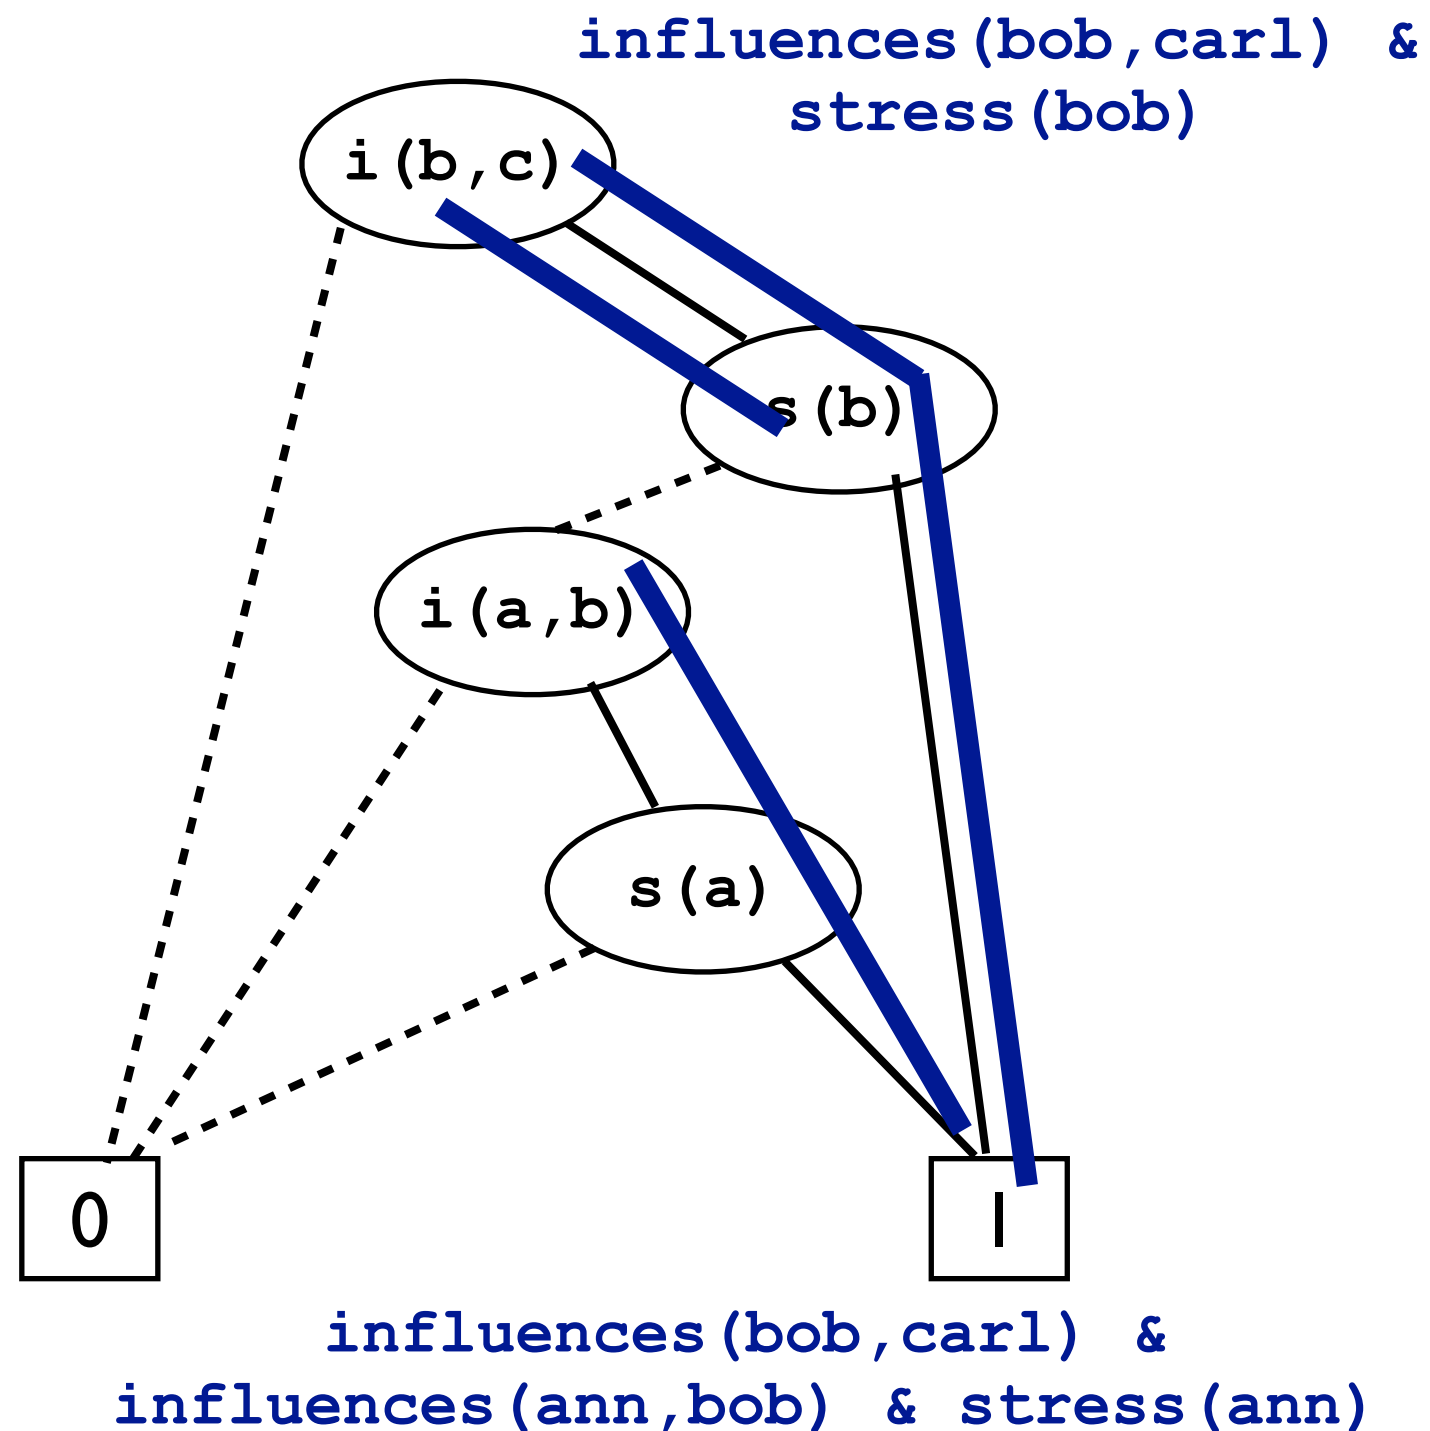 influences(bob,carl) &
stress(bob)
i(b,c)
s(b)
i(a,b)
s(a)
0
1
influences(bob,carl) &
influences(ann,bob) & stress(ann)